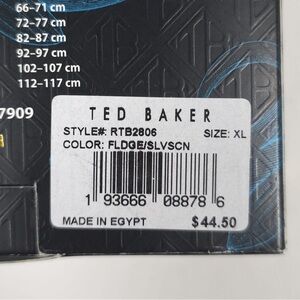 66-71 cm
72-77 cm
82-87 cm
92-97 cm
102-107 cm
112-117 cm
7909
TED BAKER
STYLE#: RTB2806 SIZE: XL
COLOR: FLDGE/SLVSCN
1 93666 08878 6
MADE IN EGYPT $44.50